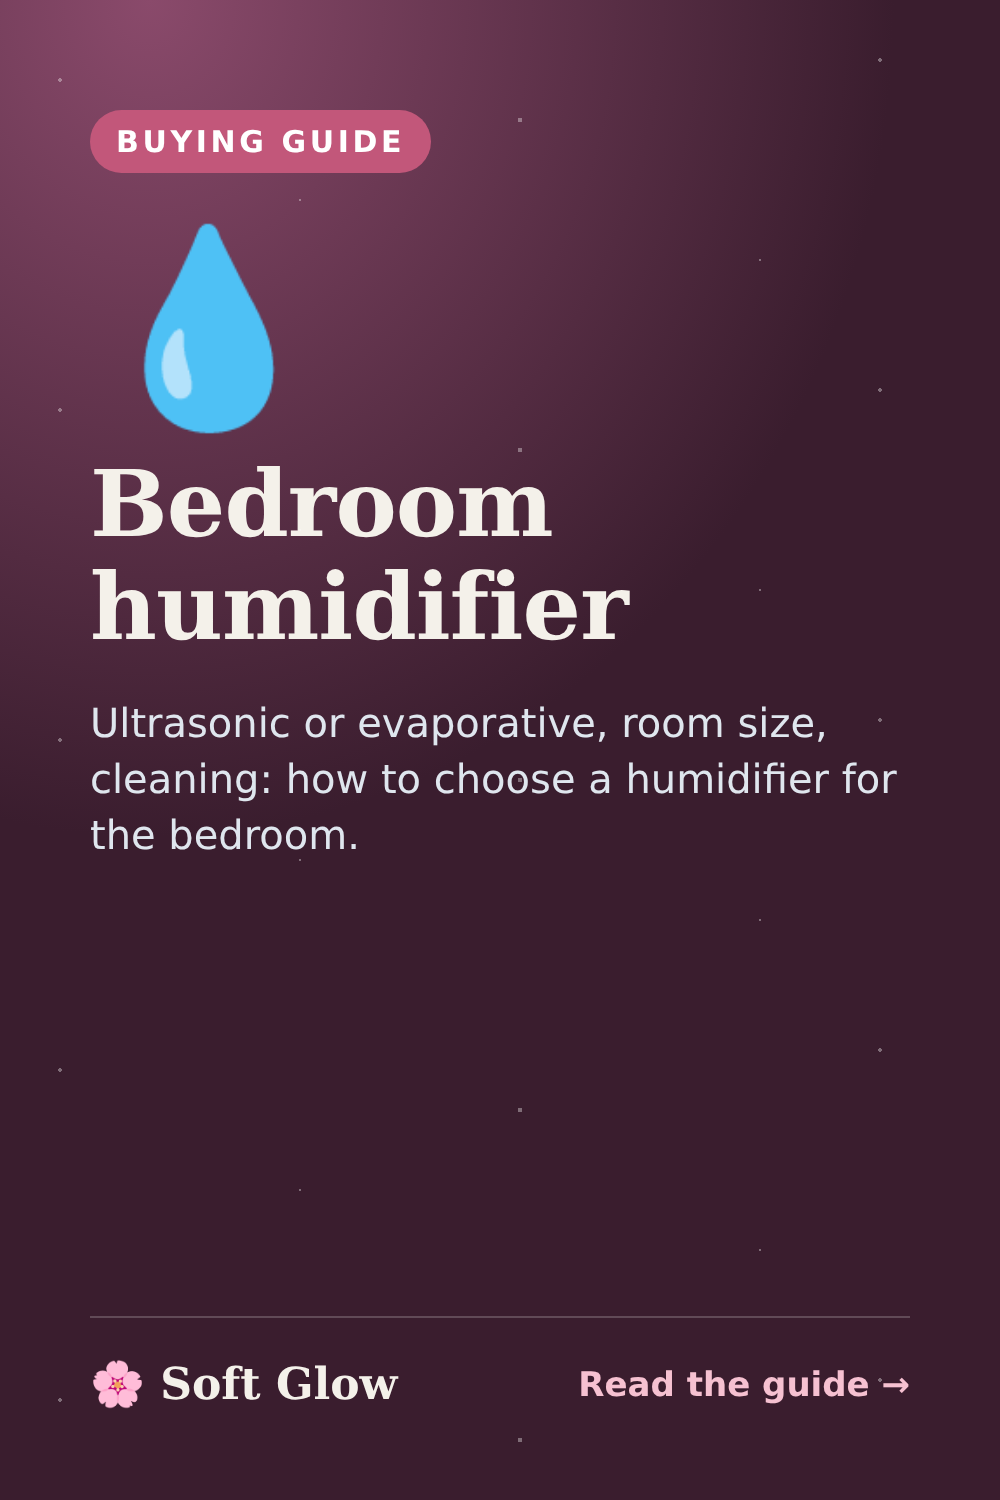 BUYING GUIDE
Bedroom
humidifier
Ultrasonic or evaporative, room size,
cleaning: how to choose a humidifier for
the bedroom.
Soft Glow
Read the guide →